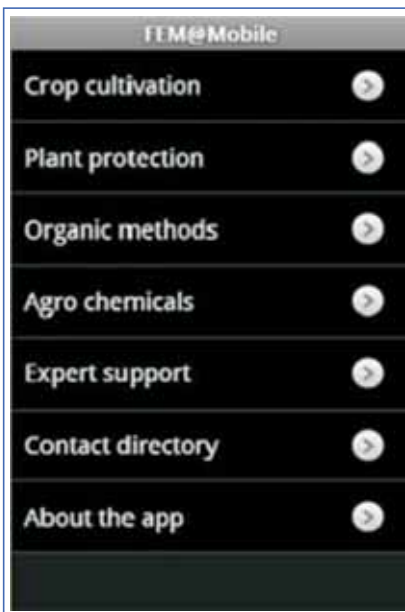 FEM@Mobile
Crop cultivation
Plant protection
Organic methods
Agro chemicals
Expert support
Contact directory
About the app